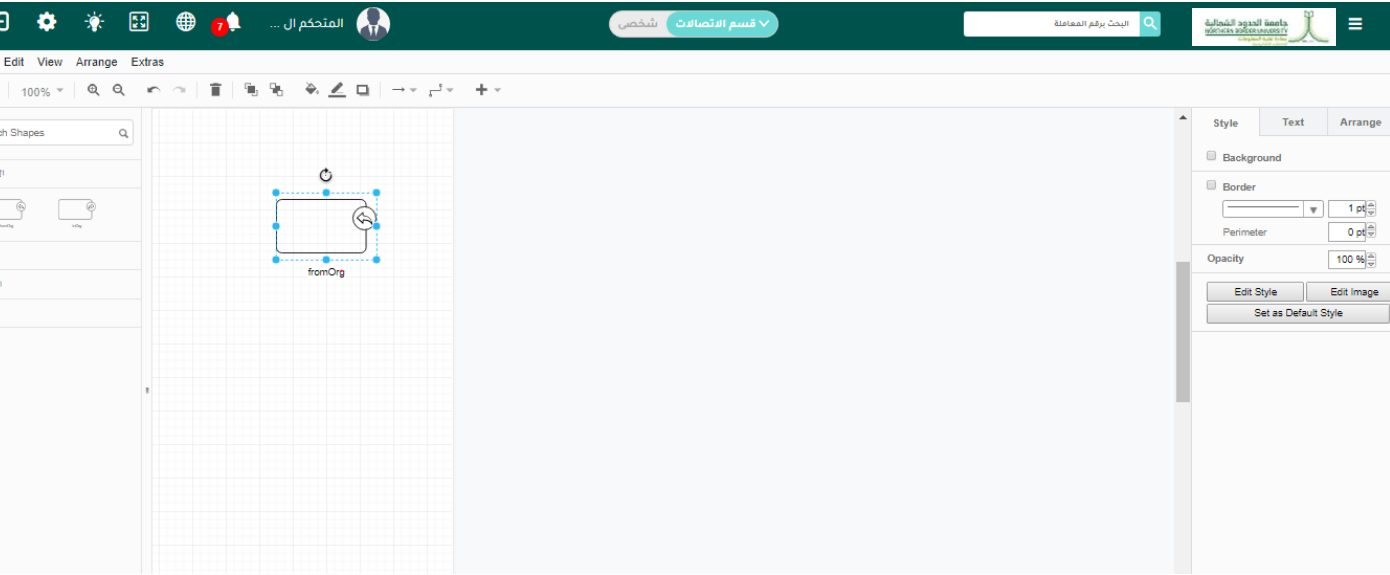 7
المتحكم ال ...
قسم الاتصالات
شخصي
البحث برقم المعاملة
جامعة الحدود الشمالية
NORTHERN BORDER UNIVERSITY
Edit View Arrange Extras
100%
ch Shapes
Style Text Arrange
Background
Border
1 pt
Perimeter 0 pt
Opacity 100 %
Edit Style Edit Image
Set as Default Style
fromOrg